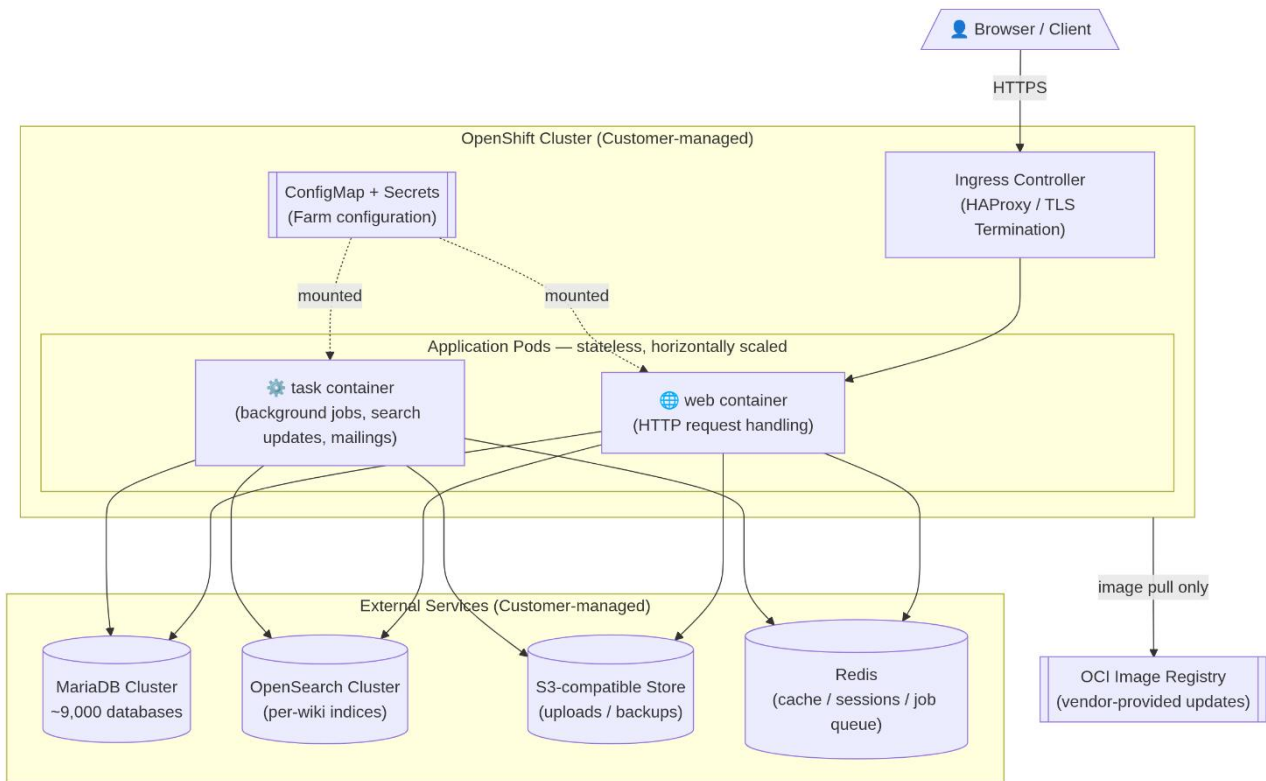 👤 Browser / Client
HTTPS
OpenShift Cluster (Customer-managed)
ConfigMap + Secrets
(Farm configuration)
Ingress Controller
(HAProxy / TLS
Termination)
mounted
mounted
Application Pods — stateless, horizontally scaled
⚙️ task container
(background jobs, search
updates, mailings)
🌐 web container
(HTTP request handling)
image pull only
External Services (Customer-managed)
MariaDB Cluster
~9,000 databases
OpenSearch Cluster
(per-wiki indices)
S3-compatible Store
(uploads / backups)
Redis
(cache / sessions / job
queue)
OCI Image Registry
(vendor-provided updates)